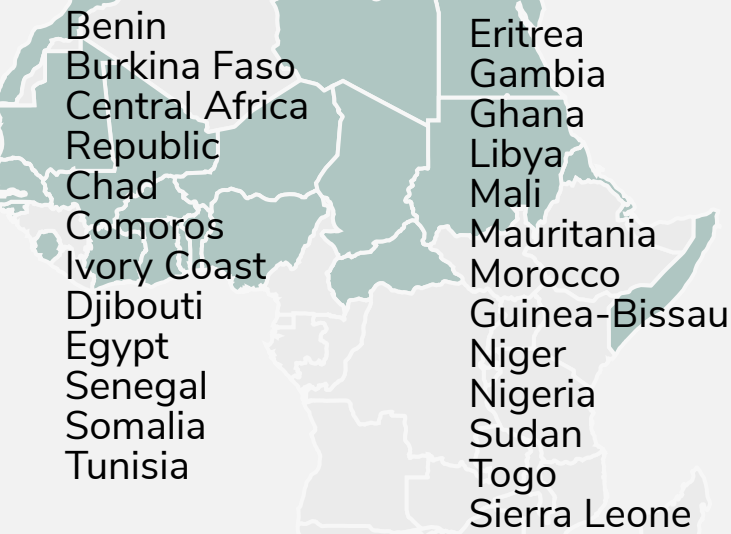 Benin
Burkina Faso
Central Africa
Republic
Chad
Comoros
Ivory Coast
Djibouti
Egypt
Senegal
Somalia
Tunisia
Eritrea
Gambia
Ghana
Libya
Mali
Mauritania
Morocco
Guinea-Bissau
Niger
Nigeria
Sudan
Togo
Sierra Leone